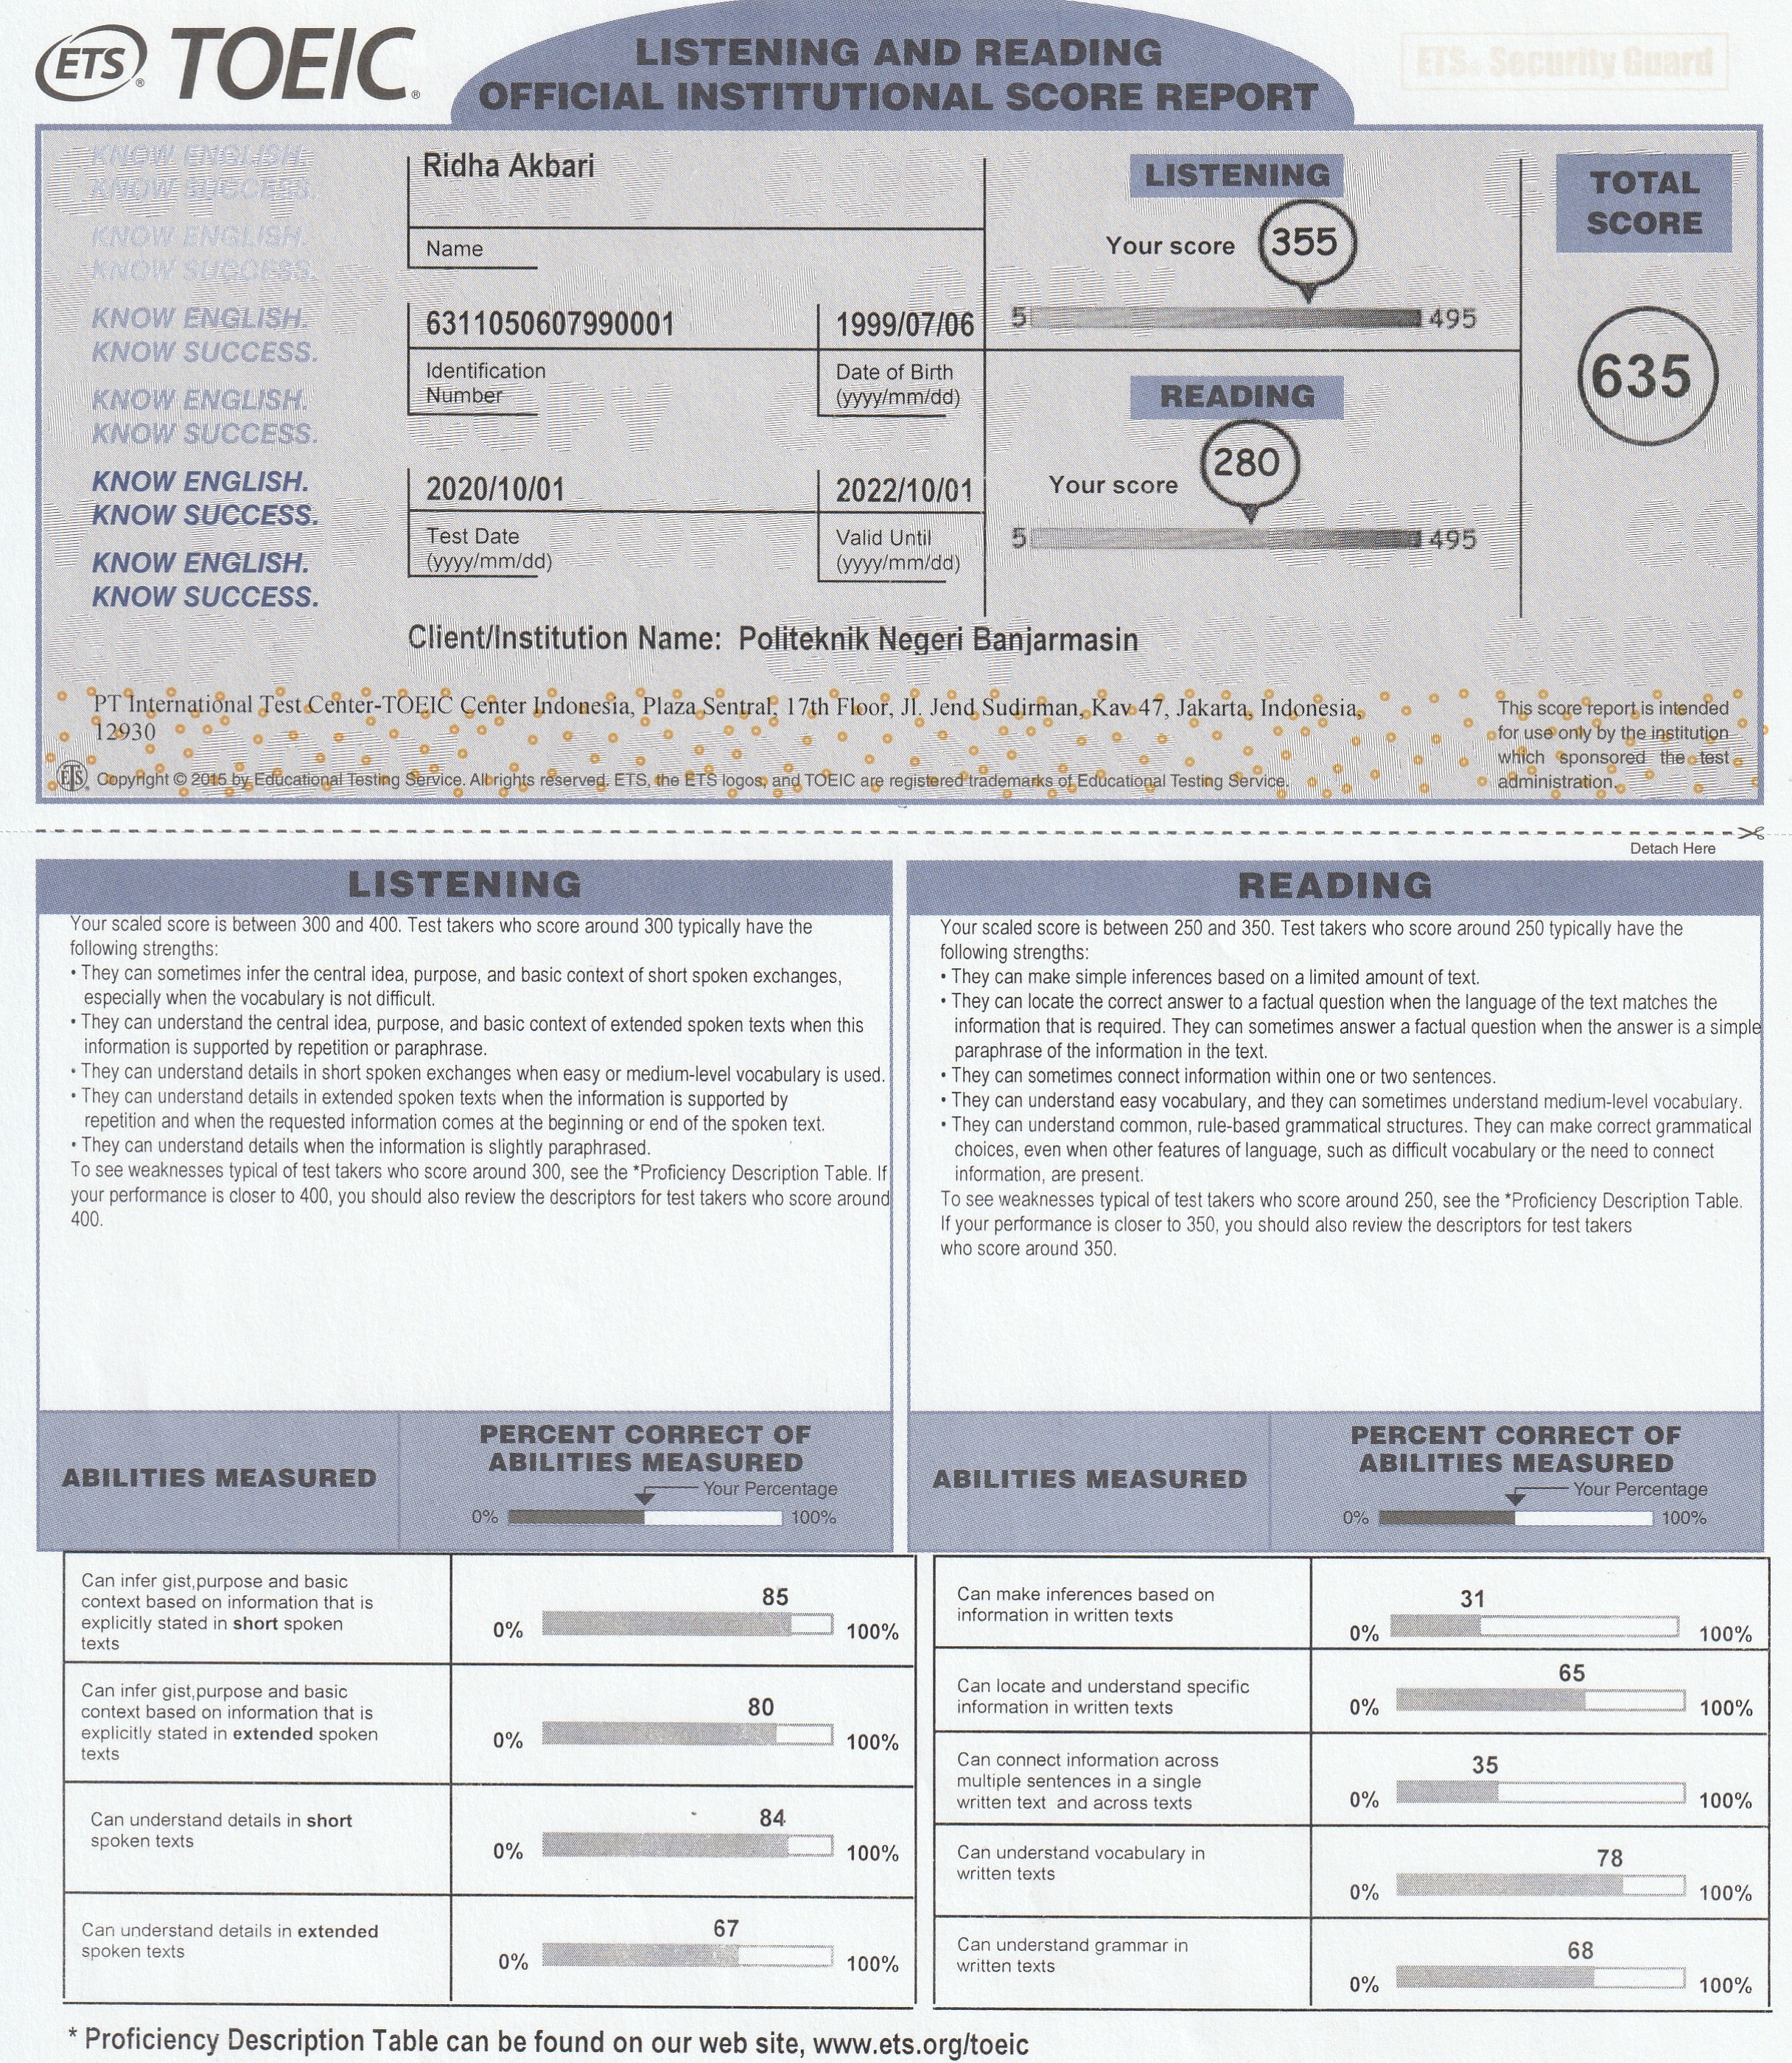 ETS® TOEIC®
LISTENING AND READING
OFFICIAL INSTITUTIONAL SCORE REPORT
ETS® Security Guard
KNOW ENGLISH.
KNOW SUCCESS.
KNOW ENGLISH.
KNOW SUCCESS.
KNOW ENGLISH.
KNOW SUCCESS.
KNOW ENGLISH.
KNOW SUCCESS.
KNOW ENGLISH.
KNOW SUCCESS.
KNOW ENGLISH.
KNOW SUCCESS.
Ridha Akbari
Name
6311050607990001
Identification
Number
1999/07/06
Date of Birth
(yyyy/mm/dd)
2020/10/01
Test Date
(yyyy/mm/dd)
2022/10/01
Valid Until
(yyyy/mm/dd)
LISTENING
Your score 355
5 495
READING
Your score 280
5 495
TOTAL
SCORE
635
Client/Institution Name: Politeknik Negeri Banjarmasin
PT International Test Center-TOEIC Center Indonesia, Plaza Sentral, 17th Floor, Jl. Jend Sudirman, Kav 47, Jakarta, Indonesia,
12930
ETS® Copyright © 2015 by Educational Testing Service. All rights reserved. ETS, the ETS logos, and TOEIC are registered trademarks of Educational Testing Service.
This score report is intended
for use only by the institution
which sponsored the test
administration.
Detach Here
LISTENING
Your scaled score is between 300 and 400. Test takers who score around 300 typically have the
following strengths:
• They can sometimes infer the central idea, purpose, and basic context of short spoken exchanges,
especially when the vocabulary is not difficult.
• They can understand the central idea, purpose, and basic context of extended spoken texts when this
information is supported by repetition or paraphrase.
• They can understand details in short spoken exchanges when easy or medium-level vocabulary is used.
• They can understand details in extended spoken texts when the information is supported by
repetition and when the requested information comes at the beginning or end of the spoken text.
• They can understand details when the information is slightly paraphrased.
To see weaknesses typical of test takers who score around 300, see the *Proficiency Description Table. If
your performance is closer to 400, you should also review the descriptors for test takers who score around
400.
READING
Your scaled score is between 250 and 350. Test takers who score around 250 typically have the
following strengths:
• They can make simple inferences based on a limited amount of text.
• They can locate the correct answer to a factual question when the language of the text matches the
information that is required. They can sometimes answer a factual question when the answer is a simple
paraphrase of the information in the text.
• They can sometimes connect information within one or two sentences.
• They can understand easy vocabulary, and they can sometimes understand medium-level vocabulary.
• They can understand common, rule-based grammatical structures. They can make correct grammatical
choices, even when other features of language, such as difficult vocabulary or the need to connect
information, are present.
To see weaknesses typical of test takers who score around 250, see the *Proficiency Description Table.
If your performance is closer to 350, you should also review the descriptors for test takers
who score around 350.
ABILITIES MEASURED
PERCENT CORRECT OF
ABILITIES MEASURED
Your Percentage
0% 100%
Can infer gist,purpose and basic
context based on information that is
explicitly stated in short spoken
texts
85
0% 100%
Can infer gist,purpose and basic
context based on information that is
explicitly stated in extended spoken
texts
80
0% 100%
Can understand details in short
spoken texts
84
0% 100%
Can understand details in extended
spoken texts
67
0% 100%
ABILITIES MEASURED
PERCENT CORRECT OF
ABILITIES MEASURED
Your Percentage
0% 100%
Can make inferences based on
information in written texts
31
0% 100%
Can locate and understand specific
information in written texts
65
0% 100%
Can connect information across
multiple sentences in a single
written text and across texts
35
0% 100%
Can understand vocabulary in
written texts
78
0% 100%
Can understand grammar in
written texts
68
0% 100%
* Proficiency Description Table can be found on our web site, www.ets.org/toeic